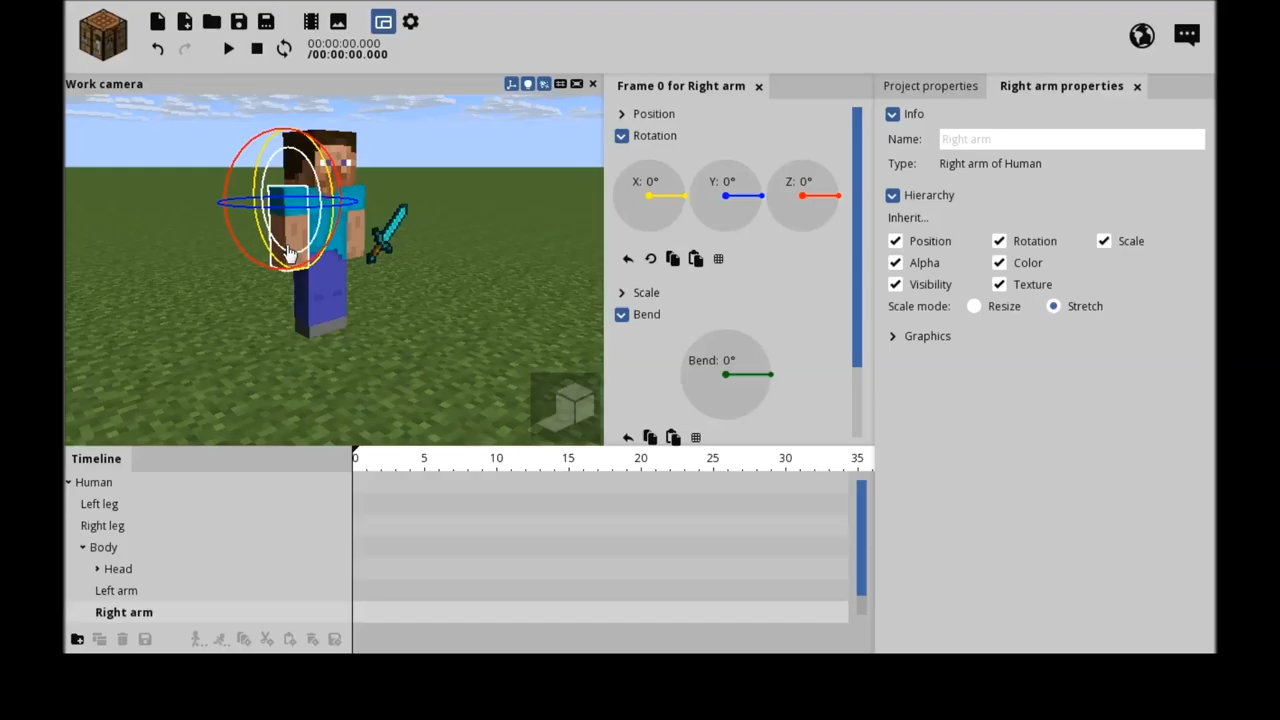 00:00:00.000
/00:00:00.000
Work camera
Frame 0 for Right arm
Position
Rotation
X: 0°
Y: 0°
Z: 0°
Scale
Bend
Bend: 0°
Project properties
Right arm properties
Info
Name:
Right arm
Type:
Right arm of Human
Hierarchy
Inherit...
Position
Rotation
Scale
Alpha
Color
Visibility
Texture
Scale mode:
Resize
Stretch
Graphics
Timeline
0 5 10 15 20 25 30 35
Human
Left leg
Right leg
Body
Head
Left arm
Right arm